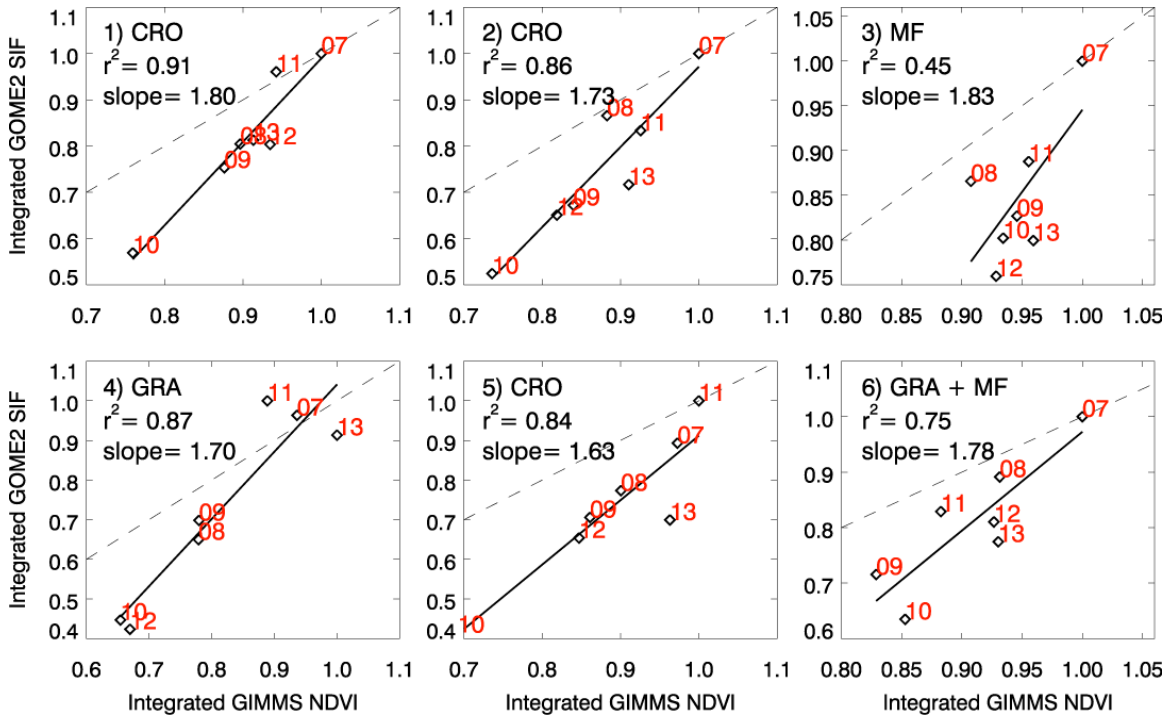 1) CRO
r² = 0.91
slope= 1.80
07
11
08
13
12
09
10
Integrated GOME2 SIF
1.1
1.0
0.9
0.8
0.7
0.6
0.5
0.7 0.8 0.9 1.0 1.1
2) CRO
r² = 0.86
slope= 1.73
07
08
11
13
09
12
10
1.1
1.0
0.9
0.8
0.7
0.6
0.5
0.7 0.8 0.9 1.0 1.1
3) MF
r² = 0.45
slope= 1.83
07
11
08
09
10
13
12
1.05
1.00
0.95
0.90
0.85
0.80
0.75
0.80 0.85 0.90 0.95 1.00 1.05
4) GRA
r² = 0.87
slope= 1.70
11
07
13
09
08
10
12
Integrated GOME2 SIF
1.1
1.0
0.9
0.8
0.7
0.6
0.5
0.4
0.6 0.7 0.8 0.9 1.0 1.1
Integrated GIMMS NDVI
5) CRO
r² = 0.84
slope= 1.63
11
07
08
09
13
12
10
1.1
1.0
0.9
0.8
0.7
0.6
0.5
0.4
0.7 0.8 0.9 1.0 1.1
Integrated GIMMS NDVI
6) GRA + MF
r² = 0.75
slope= 1.78
07
08
11
12
13
09
10
1.1
1.0
0.9
0.8
0.7
0.6
0.80 0.85 0.90 0.95 1.00 1.05
Integrated GIMMS NDVI